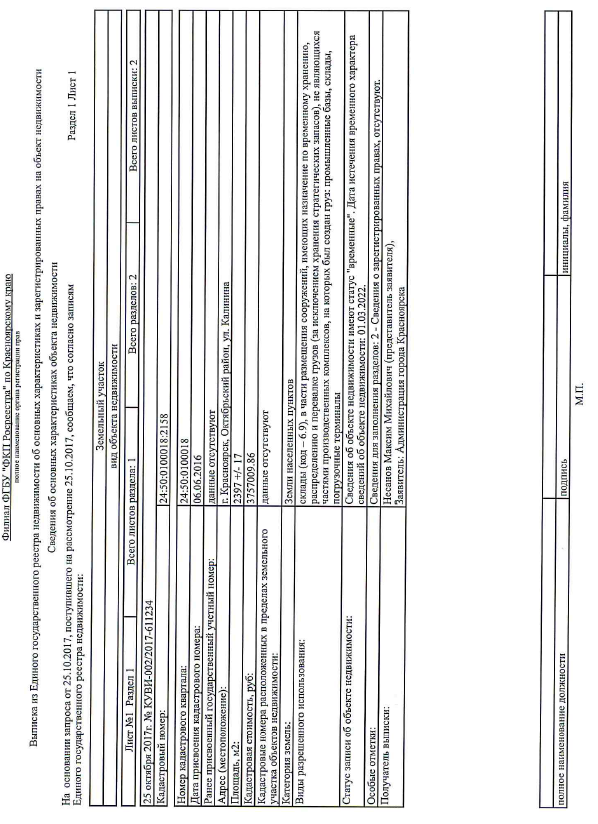 Филиал ФГБУ "ФКП Росреестра" по Красноярскому краю
полное наименование органа регистрации прав
Выписка из Единого государственного реестра недвижимости об основных характеристиках и зарегистрированных правах на объект недвижимости
Сведения об основных характеристиках объекта недвижимости
На основании запроса от 25.10.2017, поступившего на рассмотрение 25.10.2017, сообщаем, что согласно записям
Единого государственного реестра недвижимости:
Раздел 1 Лист 1
Земельный участок
вид объекта недвижимости
Лист №1 Раздел 1 Всего листов раздела: 1 Всего разделов: 2 Всего листов выписки: 2
25 октября 2017г. № КУВИ-002/2017-611234
Кадастровый номер: 24:50:0100018:2158
Номер кадастрового квартала: 24:50:0100018
Дата присвоения кадастрового номера: 06.06.2016
Ранее присвоенный государственный учетный номер: данные отсутствуют
Адрес (местоположение): г. Красноярск, Октябрьский район, ул. Калинина
Площадь, м2: 2397 +/- 17
Кадастровая стоимость, руб: 3757009.86
Кадастровые номера расположенных в пределах земельного
участка объектов недвижимости:
данные отсутствуют
Категория земель: Земли населенных пунктов
Виды разрешенного использования:
склады (код – 6.9), в части размещения сооружений, имеющих назначение по временному хранению,
распределению и перевалке грузов (за исключением хранения стратегических запасов), не являющихся
частями производственных комплексов, на которых был создан груз: промышленные базы, склады,
погрузочные терминалы
Статус записи об объекте недвижимости:
Сведения об объекте недвижимости имеют статус "временные". Дата истечения временного характера
сведений об объекте недвижимости: 01.03.2022.
Особые отметки: Сведения для заполнения разделов: 2 - Сведения о зарегистрированных правах, отсутствуют.
Получатель выписки: Несанов Максим Михайлович (представитель заявителя),
Заявитель: Администрация города Красноярска
полное наименование должности подпись инициалы, фамилия
М.П.